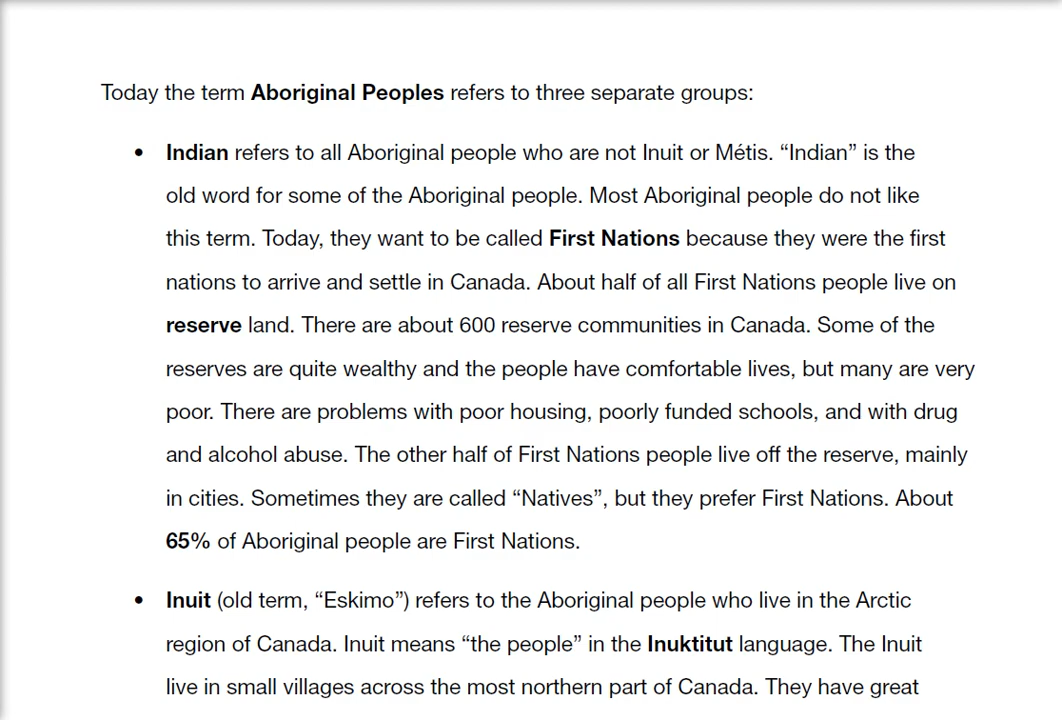 Today the term Aboriginal Peoples refers to three separate groups:
• Indian refers to all Aboriginal people who are not Inuit or Métis. “Indian” is the
old word for some of the Aboriginal people. Most Aboriginal people do not like
this term. Today, they want to be called First Nations because they were the first
nations to arrive and settle in Canada. About half of all First Nations people live on
reserve land. There are about 600 reserve communities in Canada. Some of the
reserves are quite wealthy and the people have comfortable lives, but many are very
poor. There are problems with poor housing, poorly funded schools, and with drug
and alcohol abuse. The other half of First Nations people live off the reserve, mainly
in cities. Sometimes they are called “Natives”, but they prefer First Nations. About
65% of Aboriginal people are First Nations.
• Inuit (old term, “Eskimo”) refers to the Aboriginal people who live in the Arctic
region of Canada. Inuit means “the people” in the Inuktitut language. The Inuit
live in small villages across the most northern part of Canada. They have great